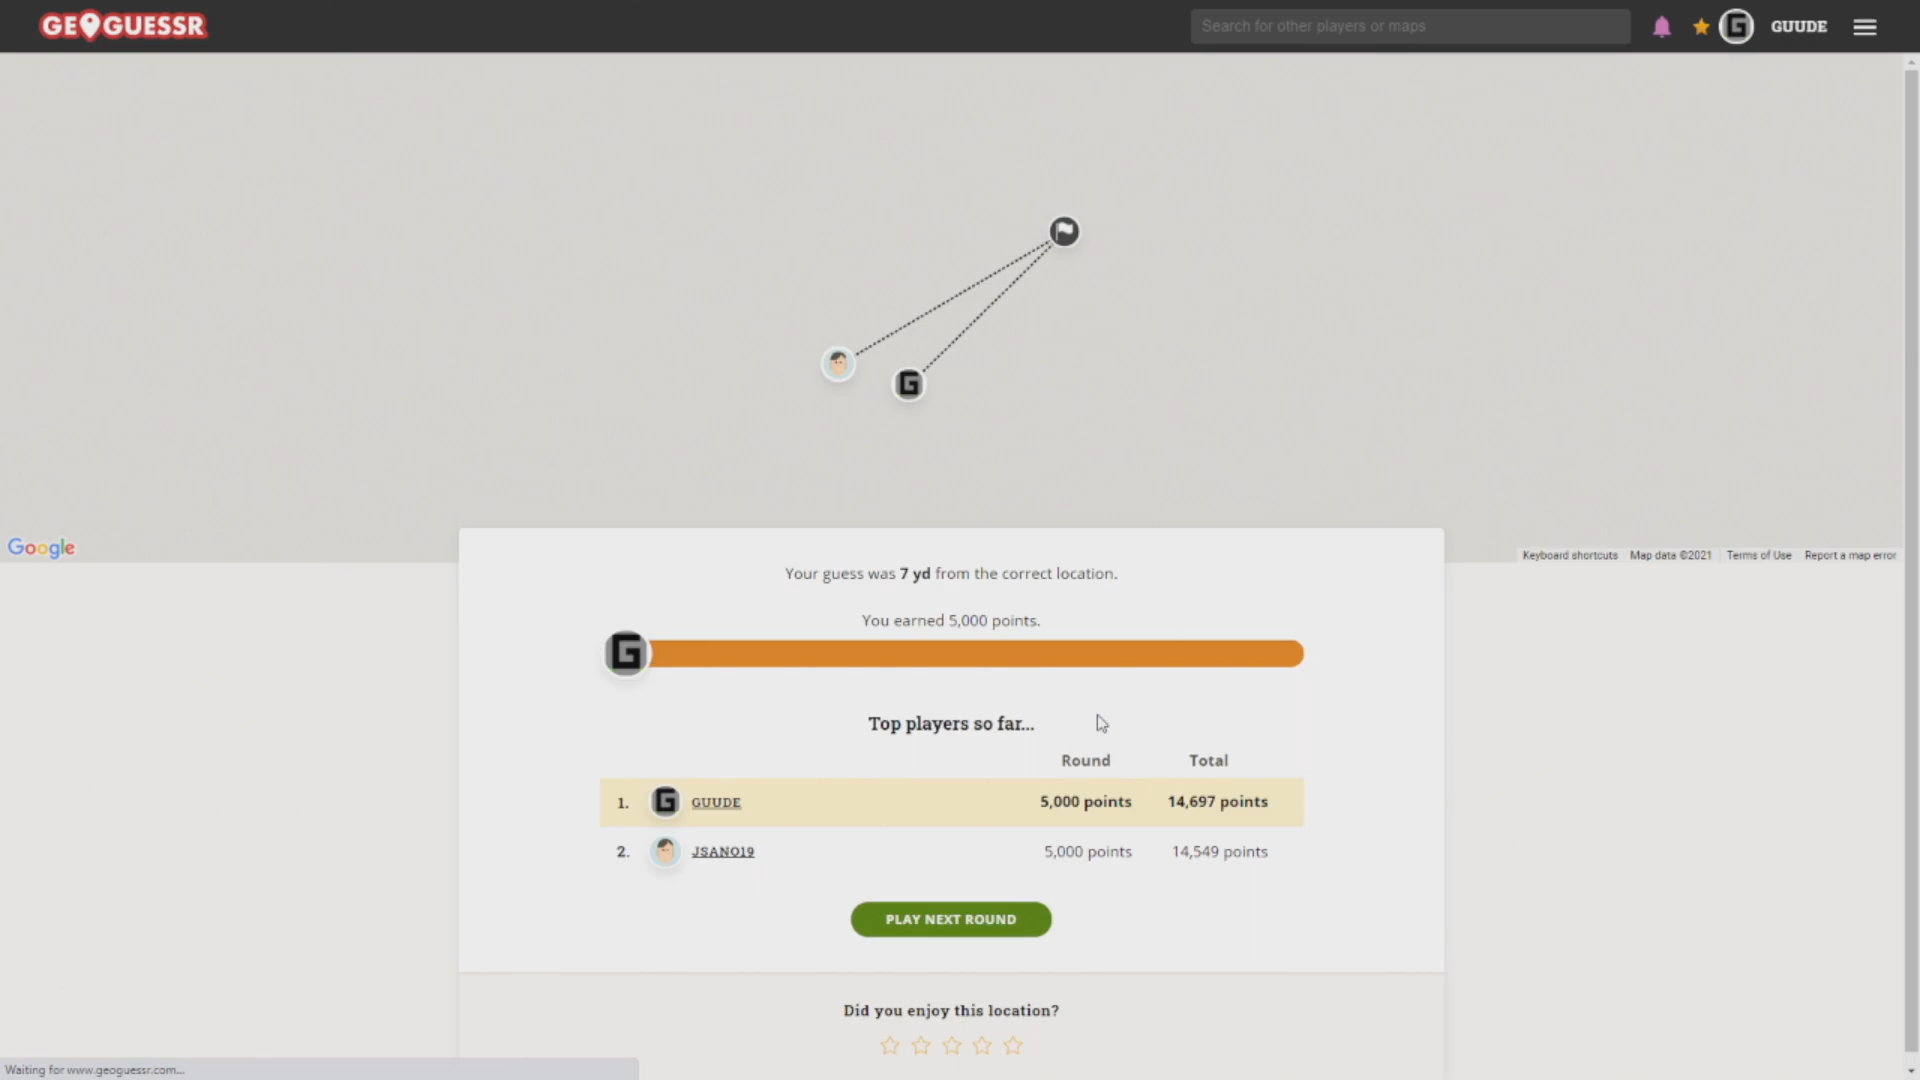 GEOGUESSR
Search for other players or maps
GUUDE
Google
Keyboard shortcuts Map data ©2021 Terms of Use Report a map error
Your guess was 7 yd from the correct location.
You earned 5,000 points.
Top players so far...
Round Total
1. GUUDE 5,000 points 14,697 points
2. JSANO19 5,000 points 14,549 points
PLAY NEXT ROUND
Did you enjoy this location?
Waiting for www.geoguessr.com...